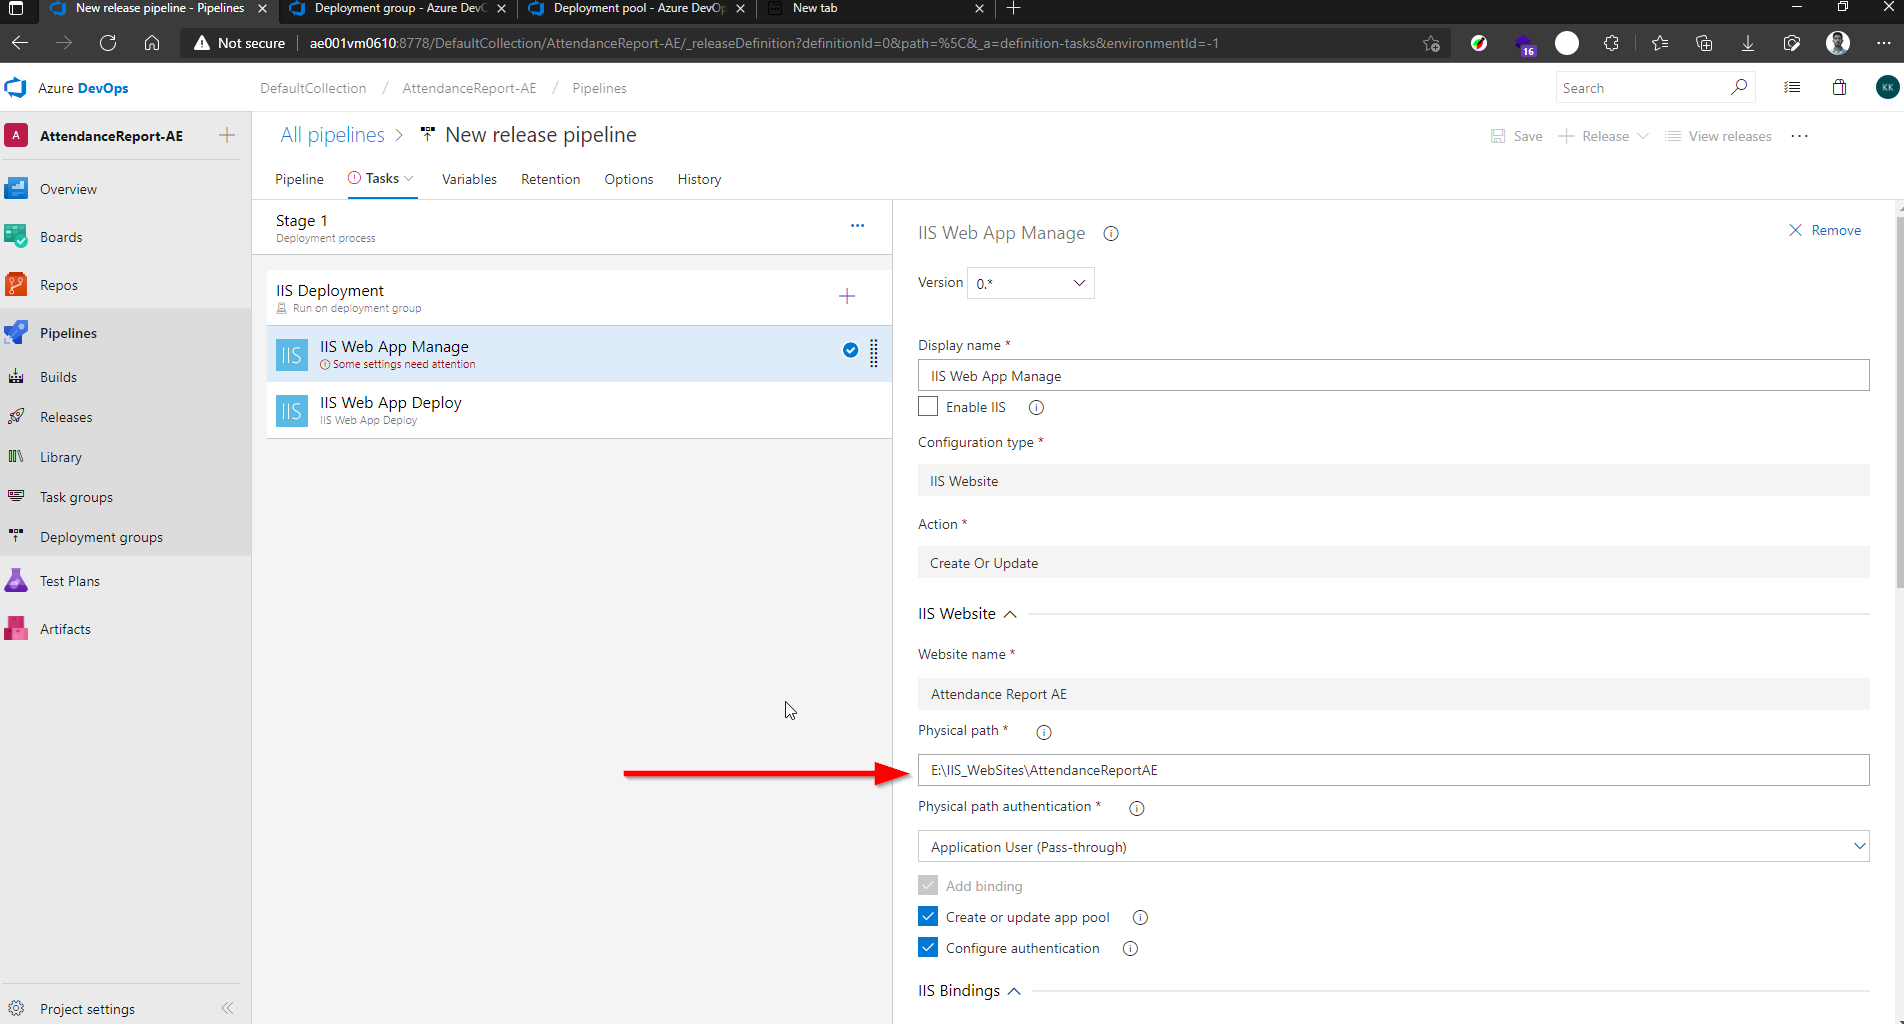 New release pipeline - Pipelines
Deployment group - Azure DevO
Deployment pool - Azure DevOp
New tab
Not secure
ae001vm0610:8778/DefaultCollection/AttendanceReport-AE/_releaseDefinition?definitionId=0&path=%5C&_a=definition-tasks&environmentId=-1
16
Azure DevOps
DefaultCollection / AttendanceReport-AE / Pipelines
Search
KK
A AttendanceReport-AE
Overview
Boards
Repos
Pipelines
Builds
Releases
Library
Task groups
Deployment groups
Test Plans
Artifacts
Project settings
All pipelines > New release pipeline
Save
Release
View releases
Pipeline
Tasks
Variables
Retention
Options
History
Stage 1
Deployment process
IIS Deployment
Run on deployment group
IIS
IIS Web App Manage
Some settings need attention
IIS
IIS Web App Deploy
IIS Web App Deploy
IIS Web App Manage
Remove
Version 0.*
Display name *
IIS Web App Manage
Enable IIS
Configuration type *
IIS Website
Action *
Create Or Update
IIS Website
Website name *
Attendance Report AE
Physical path *
E:\IIS_WebSites\AttendanceReportAE
Physical path authentication *
Application User (Pass-through)
Add binding
Create or update app pool
Configure authentication
IIS Bindings